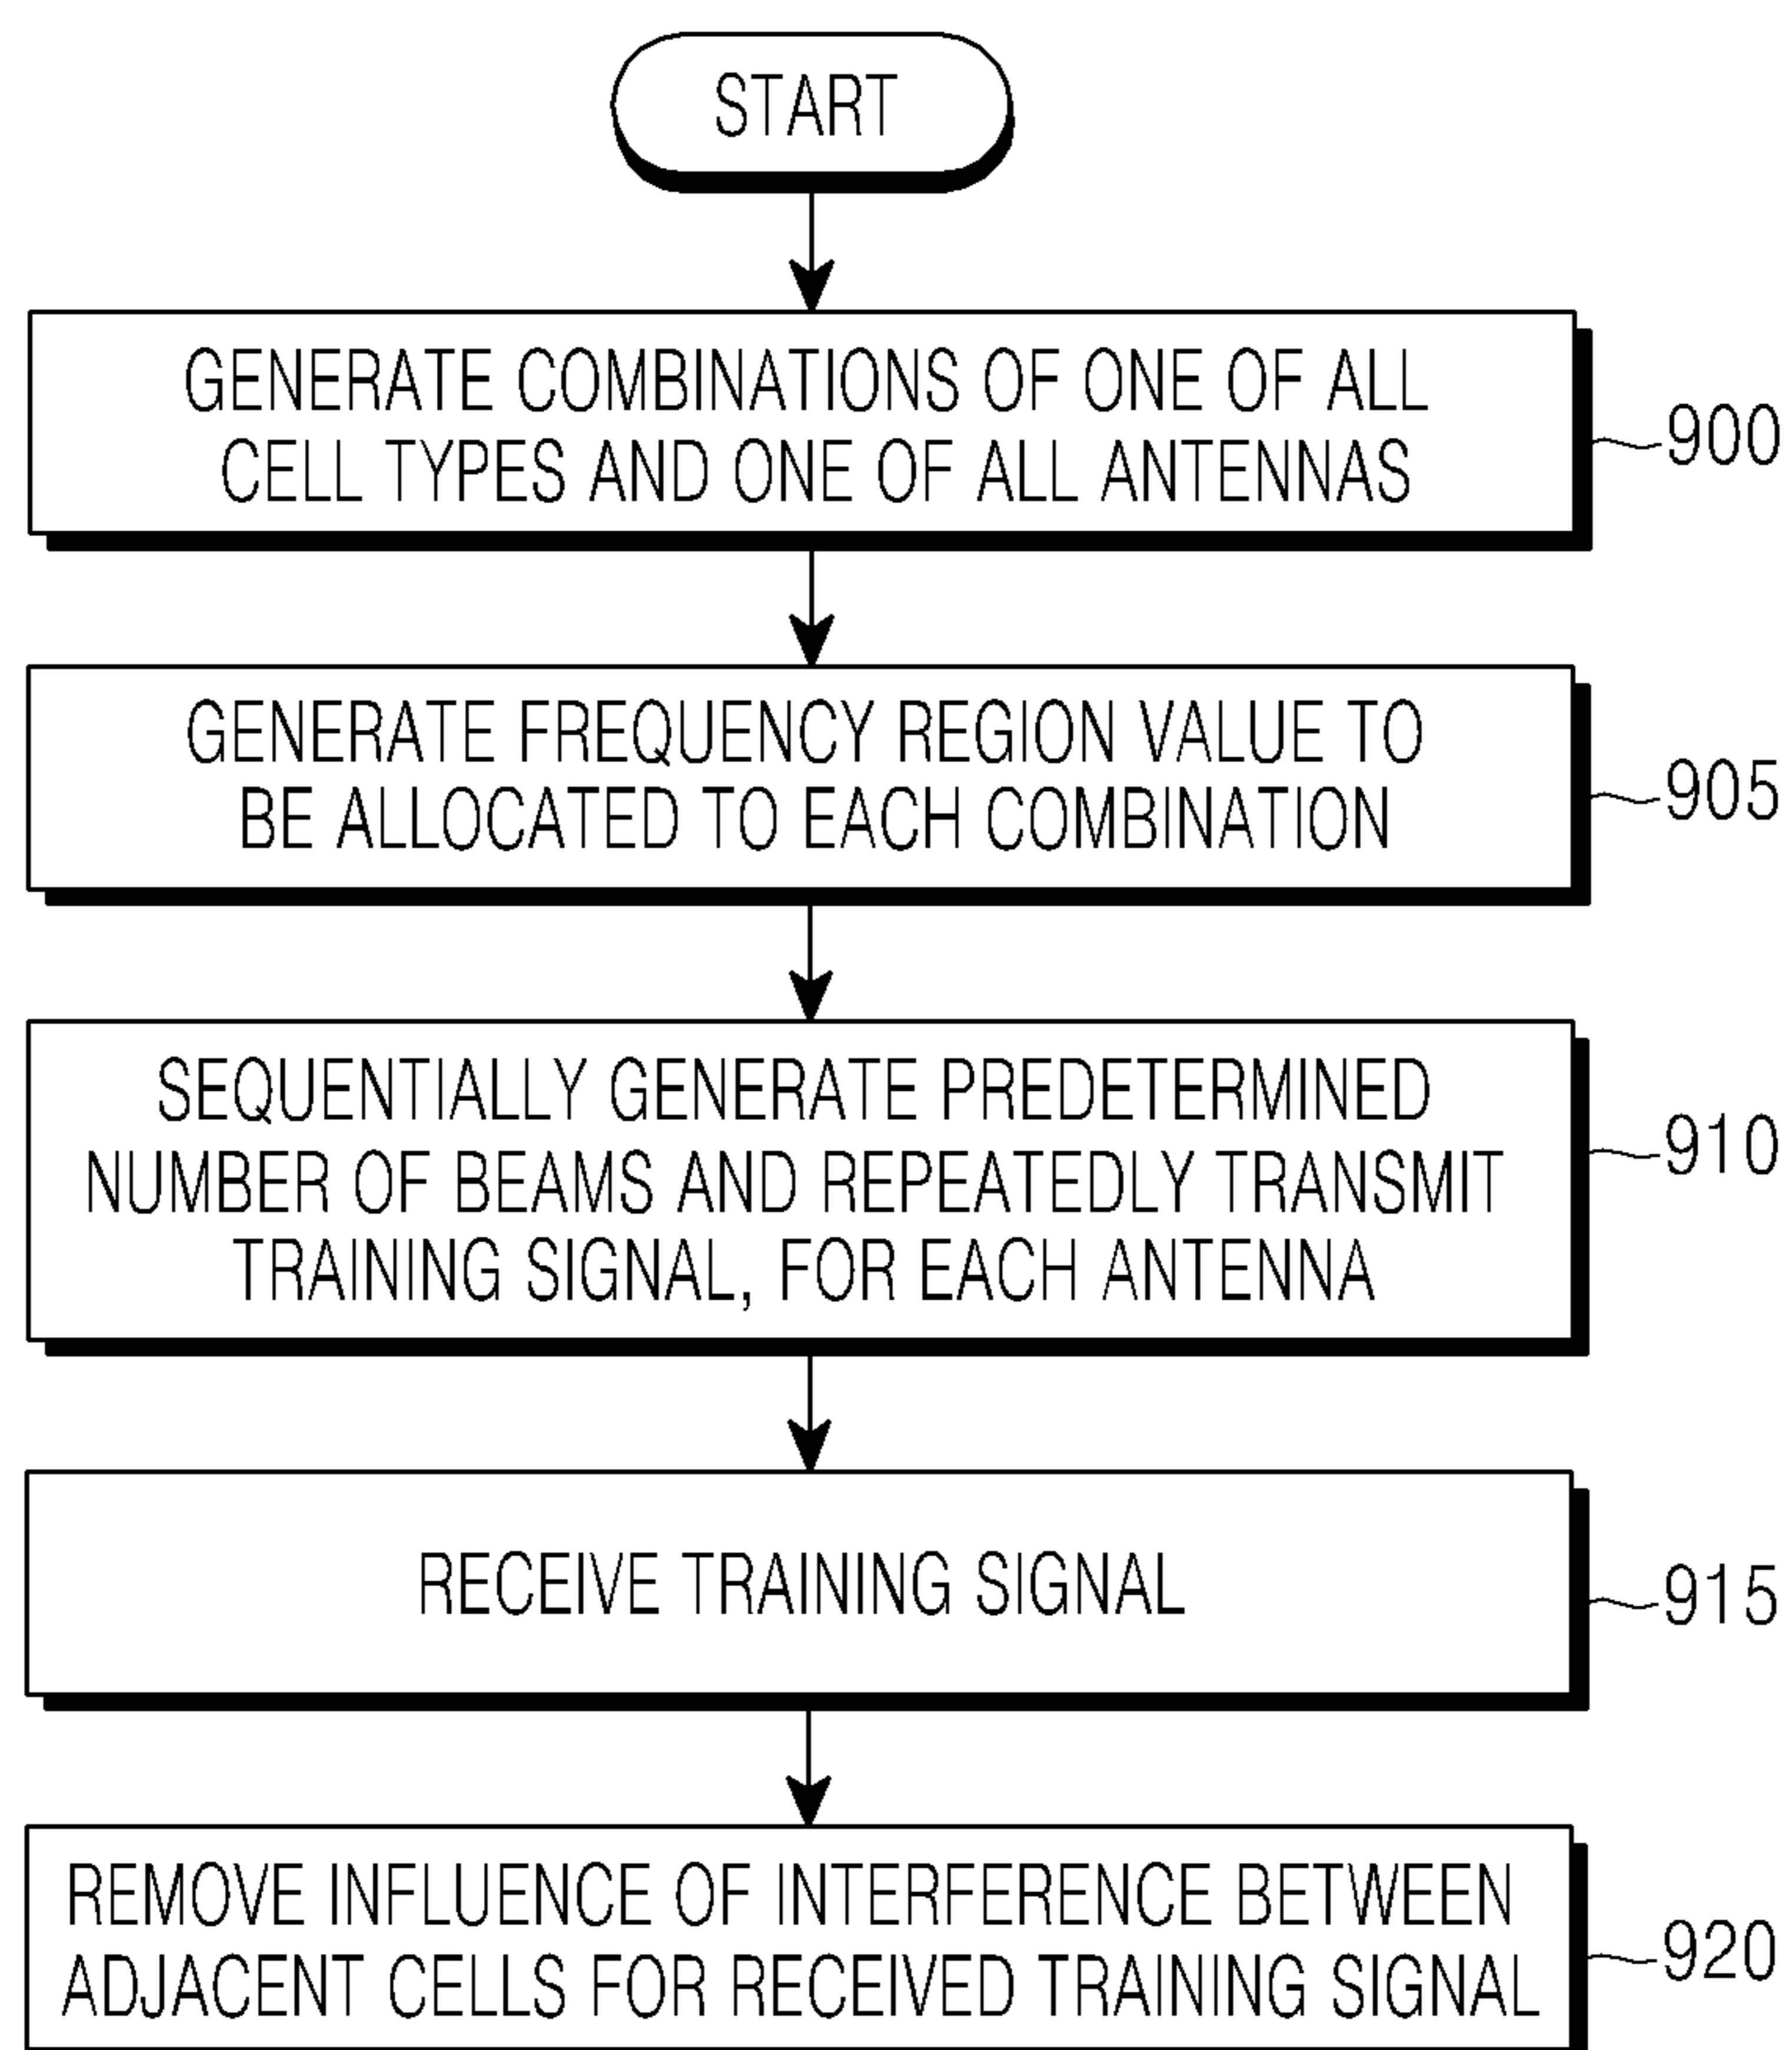 START
GENERATE COMBINATIONS OF ONE OF ALL
CELL TYPES AND ONE OF ALL ANTENNAS
900
GENERATE FREQUENCY REGION VALUE TO
BE ALLOCATED TO EACH COMBINATION
905
SEQUENTIALLY GENERATE PREDETERMINED
NUMBER OF BEAMS AND REPEATEDLY TRANSMIT
TRAINING SIGNAL, FOR EACH ANTENNA
910
RECEIVE TRAINING SIGNAL
915
REMOVE INFLUENCE OF INTERFERENCE BETWEEN
ADJACENT CELLS FOR RECEIVED TRAINING SIGNAL
920